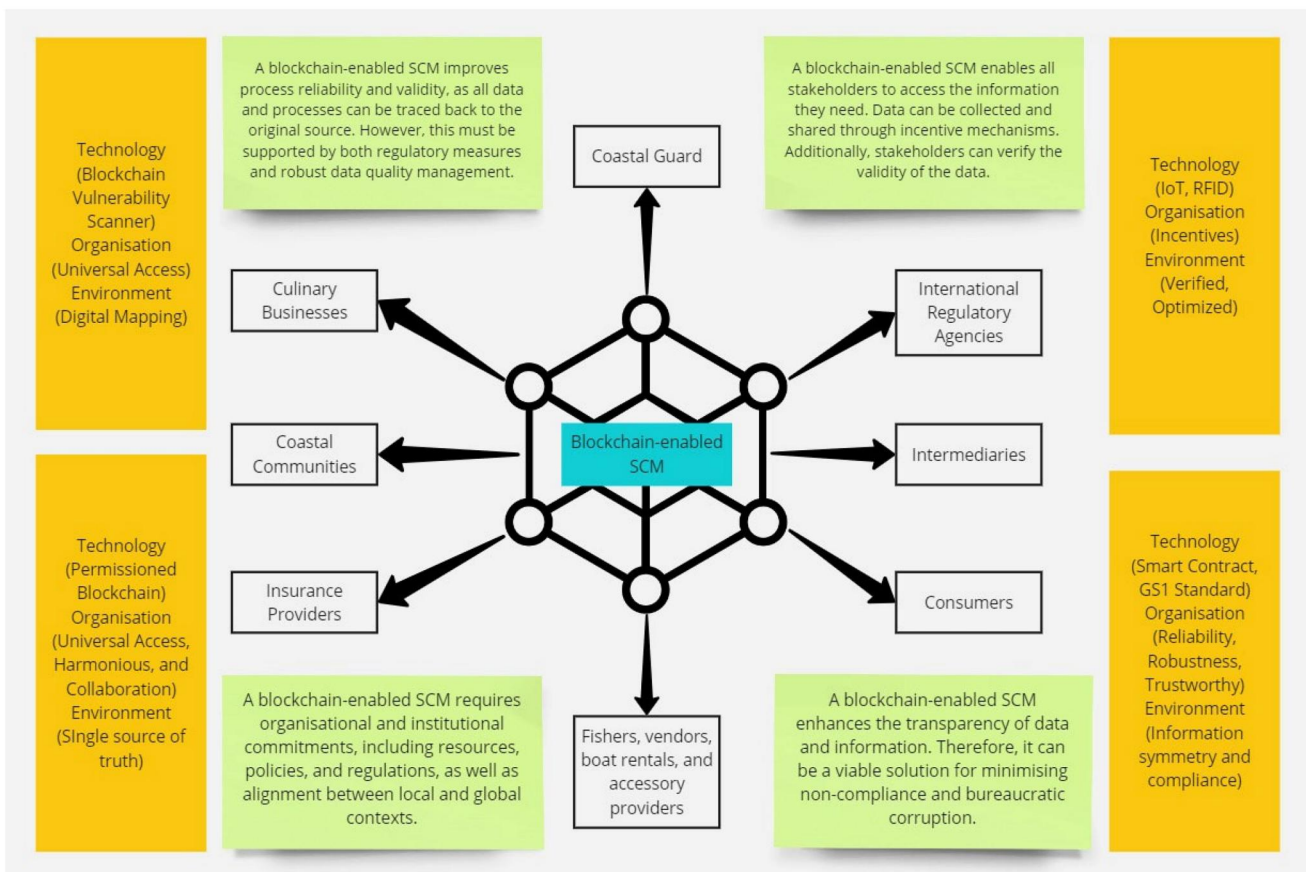 Technology
(Blockchain
Vulnerability
Scanner)
Organisation
(Universal Access)
Environment
(Digital Mapping)
A blockchain-enabled SCM improves
process reliability and validity, as all data
and processes can be traced back to the
original source. However, this must be
supported by both regulatory measures
and robust data quality management.
Coastal Guard
A blockchain-enabled SCM enables all
stakeholders to access the information
they need. Data can be collected and
shared through incentive mechanisms.
Additionally, stakeholders can verify the
validity of the data.
Technology
(IoT, RFID)
Organisation
(Incentives)
Environment
(Verified,
Optimized)
Culinary
Businesses
International
Regulatory
Agencies
Coastal
Communities
Blockchain-enabled
SCM
Intermediaries
Insurance
Providers
Consumers
Technology
(Permissioned
Blockchain)
Organisation
(Universal Access,
Harmonious, and
Collaboration)
Environment
(SIngle source of
truth)
A blockchain-enabled SCM requires
organisational and institutional
commitments, including resources,
policies, and regulations, as well as
alignment between local and global
contexts.
Fishers, vendors,
boat rentals, and
accessory
providers
A blockchain-enabled SCM
enhances the transparency of data
and information. Therefore, it can
be a viable solution for minimising
non-compliance and bureaucratic
corruption.
Technology
(Smart Contract,
GS1 Standard)
Organisation
(Reliability,
Robustness,
Trustworthy)
Environment
(Information
symmetry and
compliance)